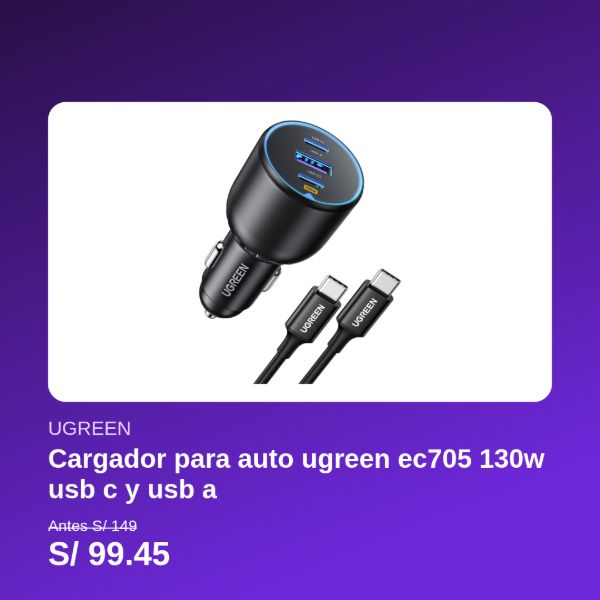 UGREEN
UGREEN
UGREEN
UGREEN
Cargador para auto ugreen ec705 130w
usb c y usb a
Antes S/ 149
S/ 99.45